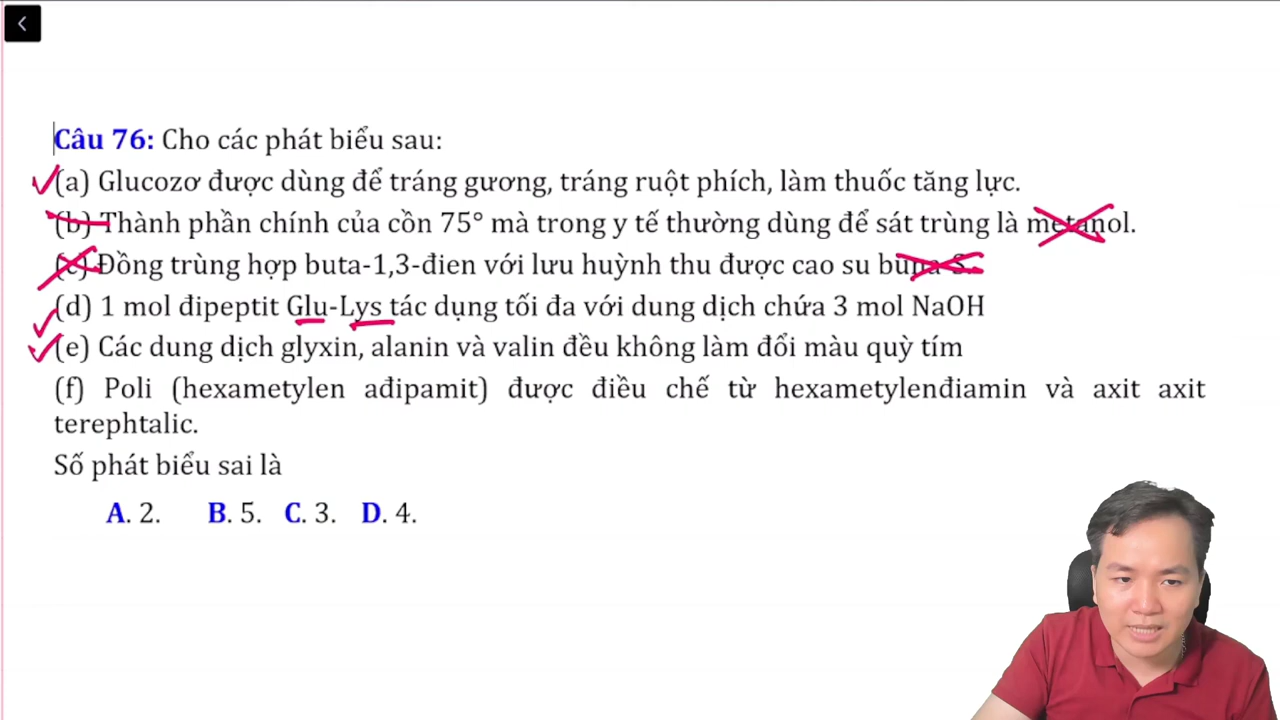 Câu 76: Cho các phát biểu sau:
(a) Glucozơ được dùng để tráng gương, tráng ruột phích, làm thuốc tăng lực.
(b) Thành phần chính của cồn 75° mà trong y tế thường dùng để sát trùng là metanol.
(c) Đồng trùng hợp buta-1,3-đien với lưu huỳnh thu được cao su buna-S.
(d) 1 mol đipeptit Glu-Lys tác dụng tối đa với dung dịch chứa 3 mol NaOH
(e) Các dung dịch glyxin, alanin và valin đều không làm đổi màu quỳ tím
(f) Poli (hexametylen ađipamit) được điều chế từ hexametylenđiamin và axit axit
terephtalic.
Số phát biểu sai là
A. 2. B. 5. C. 3. D. 4.